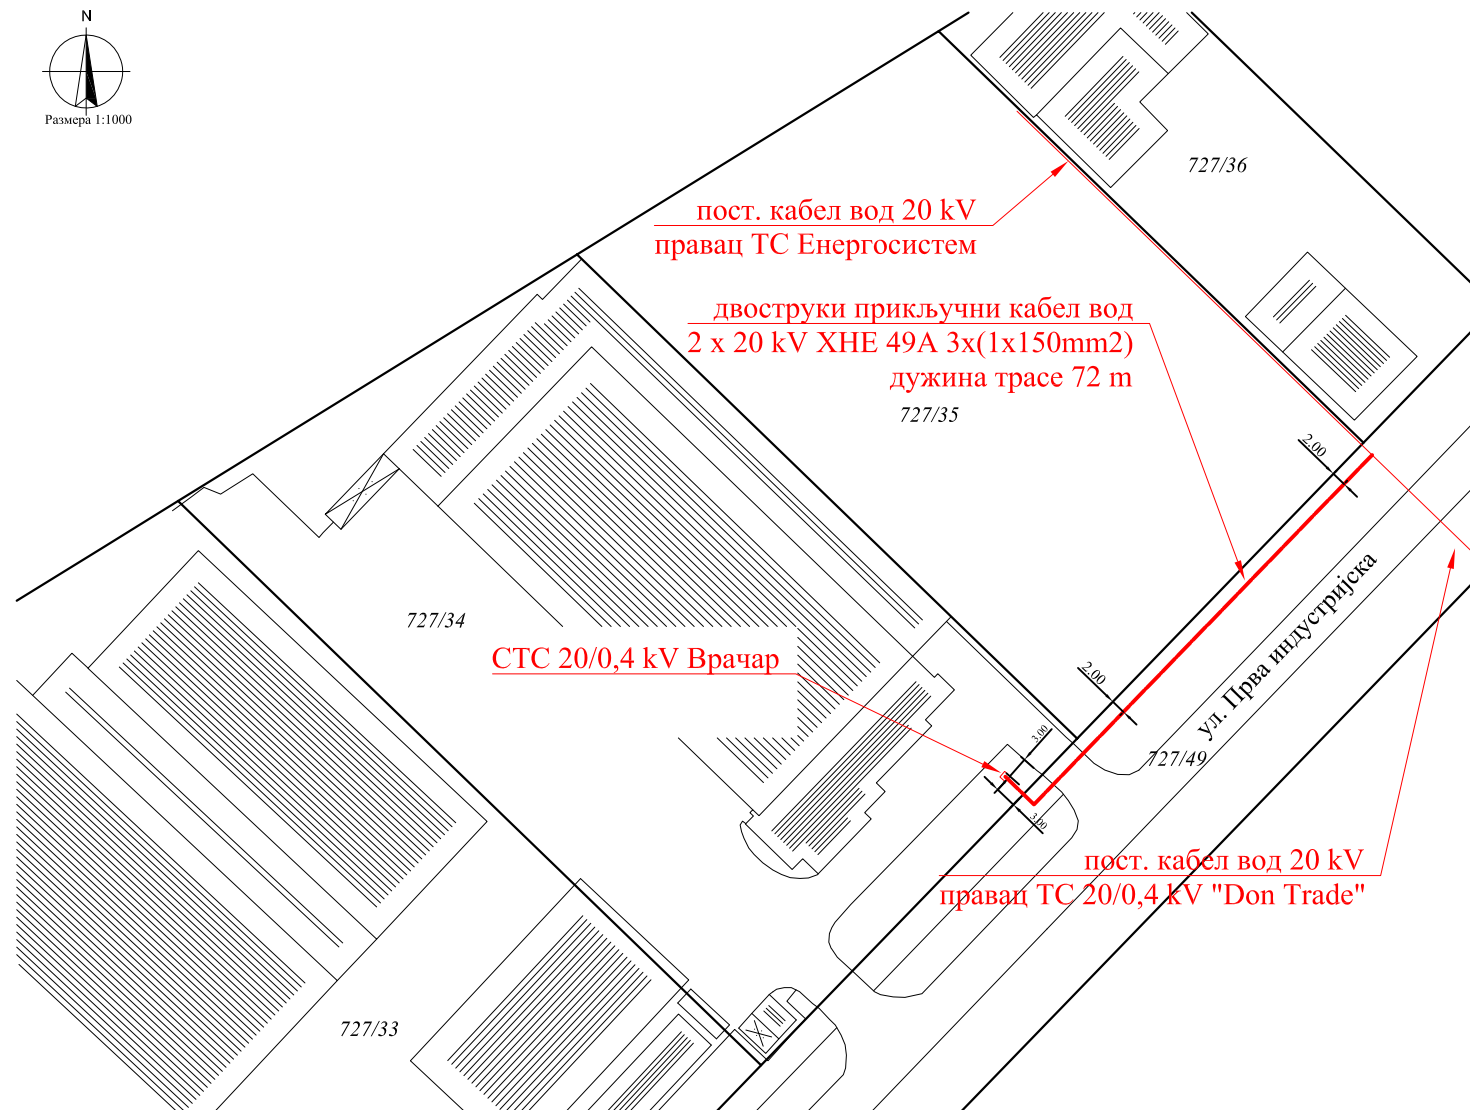 N
Размера 1:1000
727/36
пост. кабел вод 20 kV
правац ТС Енергосистем
двоструки прикључни кабел вод
2 x 20 kV XHE 49A 3x(1x150mm2)
дужина трасе 72 m
727/35
2.00
ул. Прва индустријска
727/34
СТС 20/0,4 kV Врачар
2.00
3.00
727/49
3.00
пост. кабел вод 20 kV
правац ТС 20/0,4 kV "Don Trade"
727/33